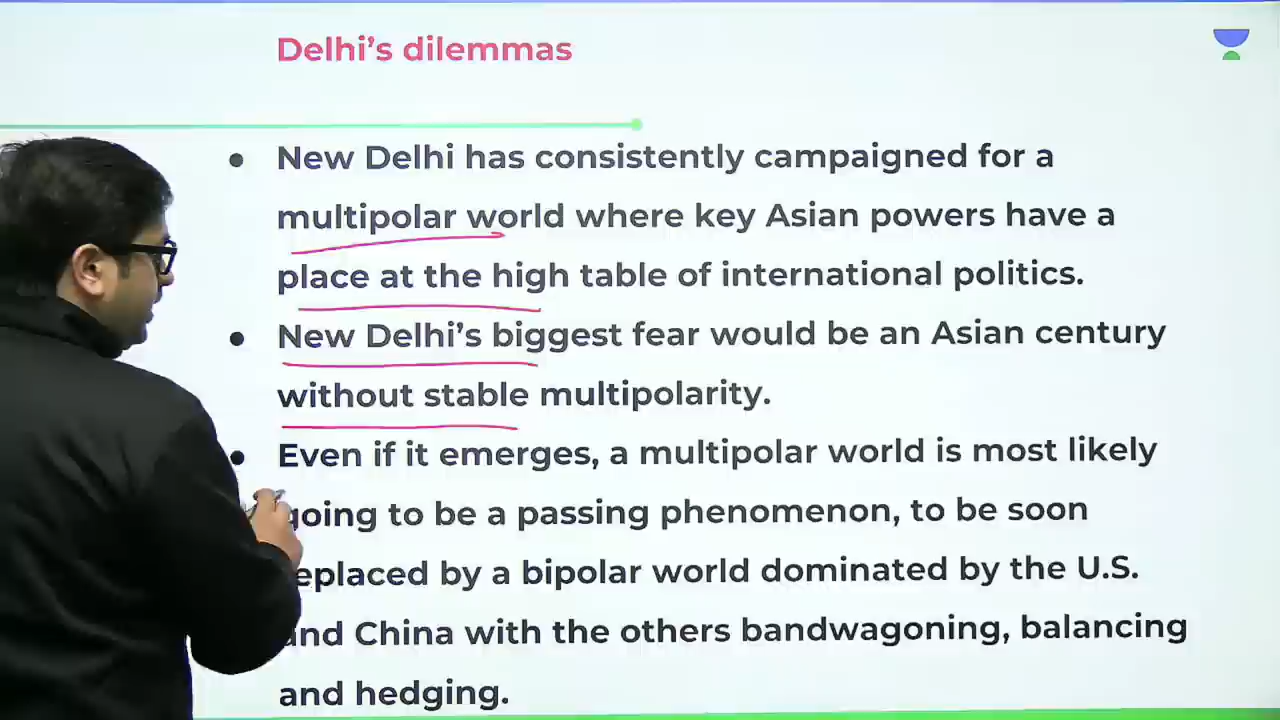 Delhi's dilemmas
• New Delhi has consistently campaigned for a
multipolar world where key Asian powers have a
place at the high table of international politics.
• New Delhi's biggest fear would be an Asian century
without stable multipolarity.
• Even if it emerges, a multipolar world is most likely
going to be a passing phenomenon, to be soon
eplaced by a bipolar world dominated by the U.S.
and China with the others bandwagoning, balancing
and hedging.